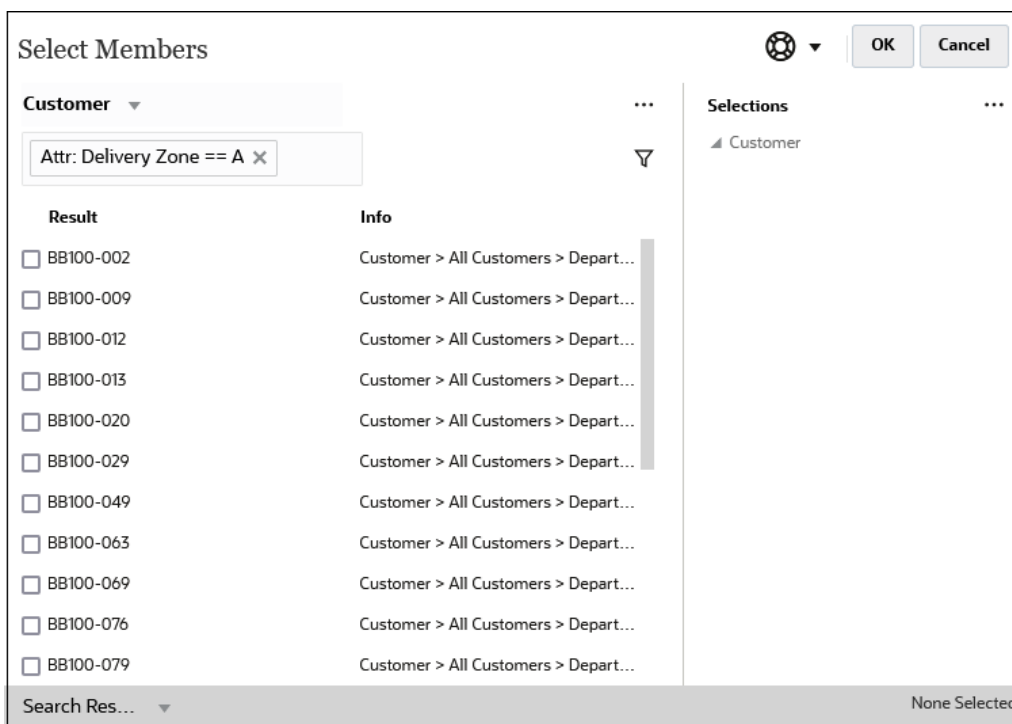 Select Members
OK
Cancel
Customer
...
Selections
...
Attr: Delivery Zone == A
Customer
Result Info
BB100-002 Customer > All Customers > Depart...
BB100-009 Customer > All Customers > Depart...
BB100-012 Customer > All Customers > Depart...
BB100-013 Customer > All Customers > Depart...
BB100-020 Customer > All Customers > Depart...
BB100-029 Customer > All Customers > Depart...
BB100-049 Customer > All Customers > Depart...
BB100-063 Customer > All Customers > Depart...
BB100-069 Customer > All Customers > Depart...
BB100-076 Customer > All Customers > Depart...
BB100-079 Customer > All Customers > Depart...
Search Res... None Selected